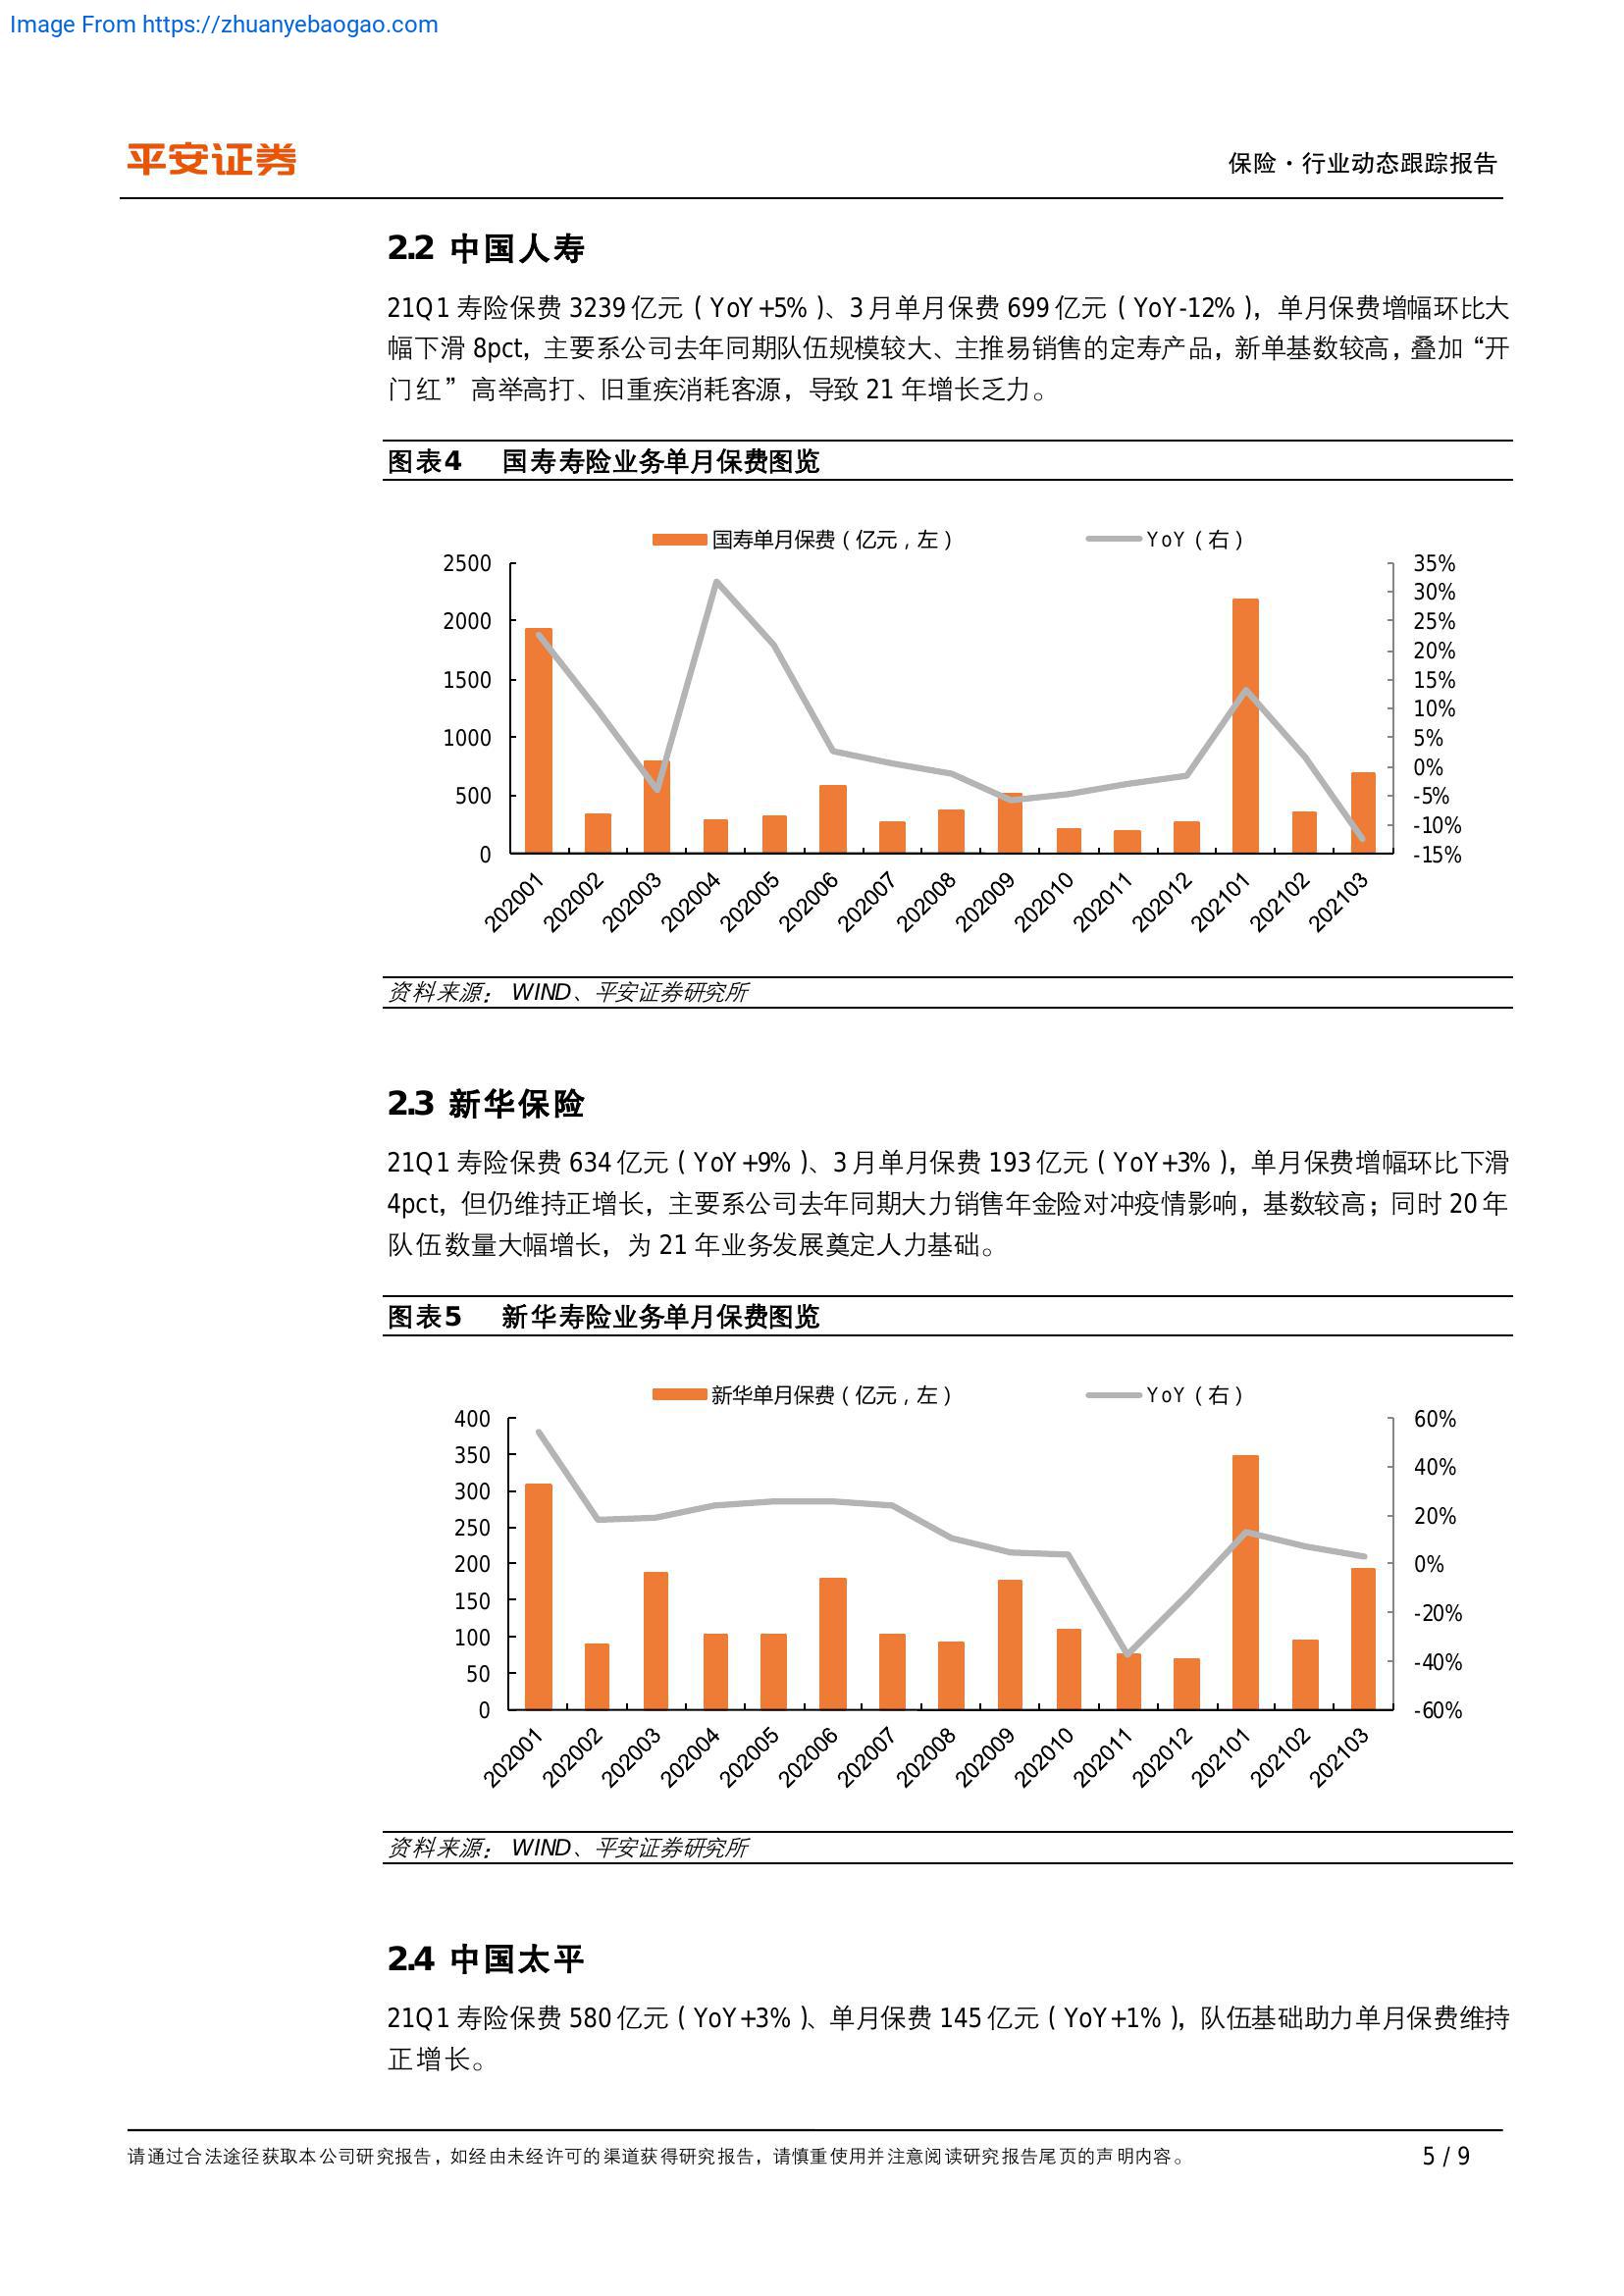 Image From https://zhuanyebaogao.com
平安证券
保险·行业动态跟踪报告
2.2 中国人寿
21Q1 寿险保费 3239 亿元（YoY+5%）、3 月单月保费 699 亿元（YoY-12%），单月保费增幅环比大
幅下滑 8pct，主要系公司去年同期队伍规模较大、主推易销售的定寿产品，新单基数较高，叠加“开
门红”高举高打、旧重疾消耗客源，导致 21 年增长乏力。
图表4 国寿寿险业务单月保费图览
国寿单月保费（亿元，左） YoY（右）
2500 35%
30%
2000 25%
20%
1500 15%
10%
1000 5%
0%
500 -5%
-10%
0 -15%
202001 202002 202003 202004 202005 202006 202007 202008 202009 202010 202011 202012 202101 202102 202103
资料来源：WIND、平安证券研究所
2.3 新华保险
21Q1 寿险保费 634 亿元（YoY+9%）、3 月单月保费 193 亿元（YoY+3%），单月保费增幅环比下滑
4pct，但仍维持正增长，主要系公司去年同期大力销售年金险对冲疫情影响，基数较高；同时 20 年
队伍数量大幅增长，为 21 年业务发展奠定人力基础。
图表5 新华寿险业务单月保费图览
新华单月保费（亿元，左） YoY（右）
400 60%
350
40%
300
250 20%
200 0%
150
-20%
100
50 -40%
0 -60%
202001 202002 202003 202004 202005 202006 202007 202008 202009 202010 202011 202012 202101 202102 202103
资料来源：WIND、平安证券研究所
2.4 中国太平
21Q1 寿险保费 580 亿元（YoY+3%）、单月保费 145 亿元（YoY+1%），队伍基础助力单月保费维持
正增长。
请通过合法途径获取本公司研究报告，如经由未经许可的渠道获得研究报告，请慎重使用并注意阅读研究报告尾页的声明内容。 5 / 9